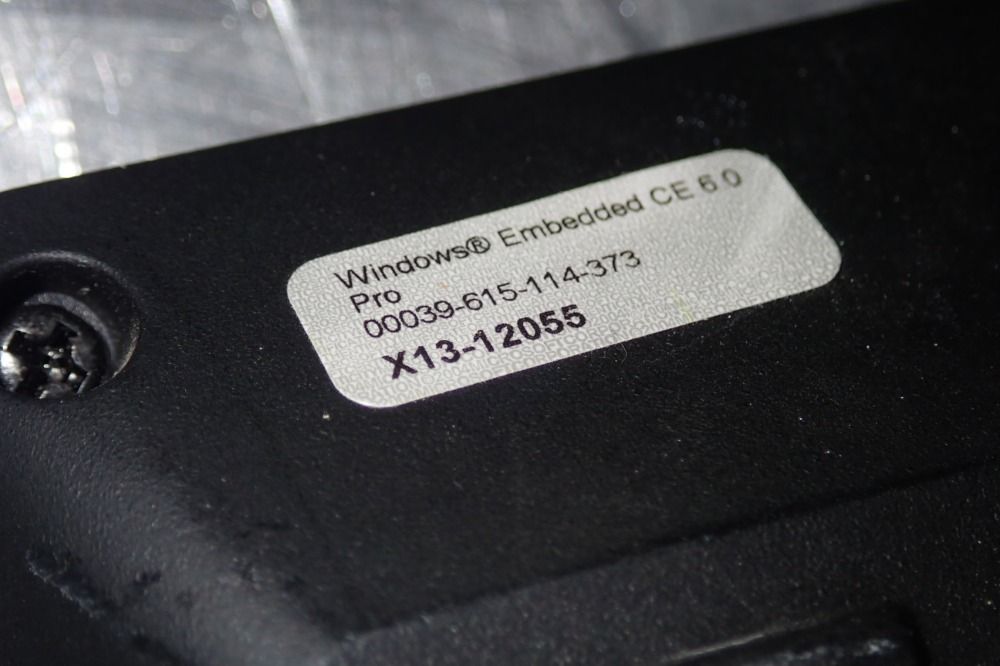 Windows® Embedded CE 6.0
Pro
00039-615-114-373
X13-12055